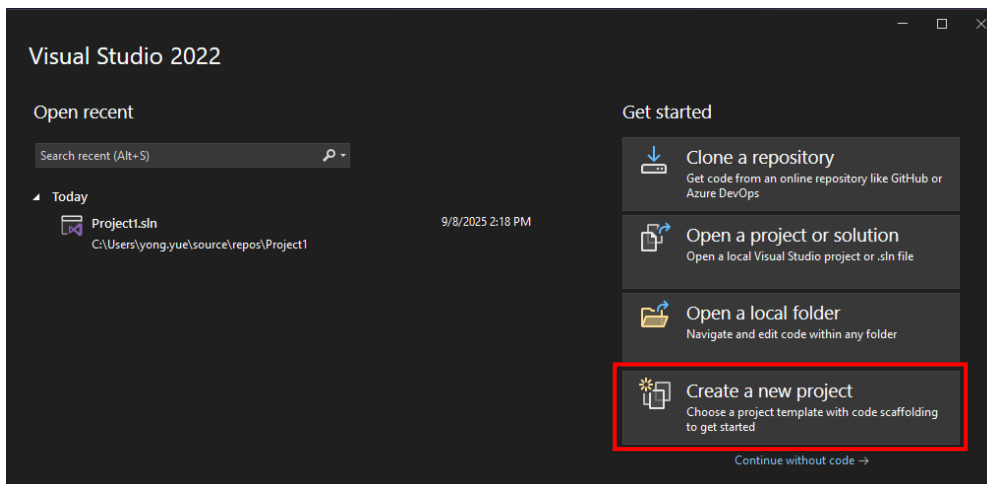 Visual Studio 2022
Open recent
Search recent (Alt+S)
Today
Project1.sln
9/8/2025 2:18 PM
C:\Users\yong.yue\source\repos\Project1
Get started
Clone a repository
Get code from an online repository like GitHub or
Azure DevOps
Open a project or solution
Open a local Visual Studio project or .sln file
Open a local folder
Navigate and edit code within any folder
Create a new project
Choose a project template with code scaffolding
to get started
Continue without code →